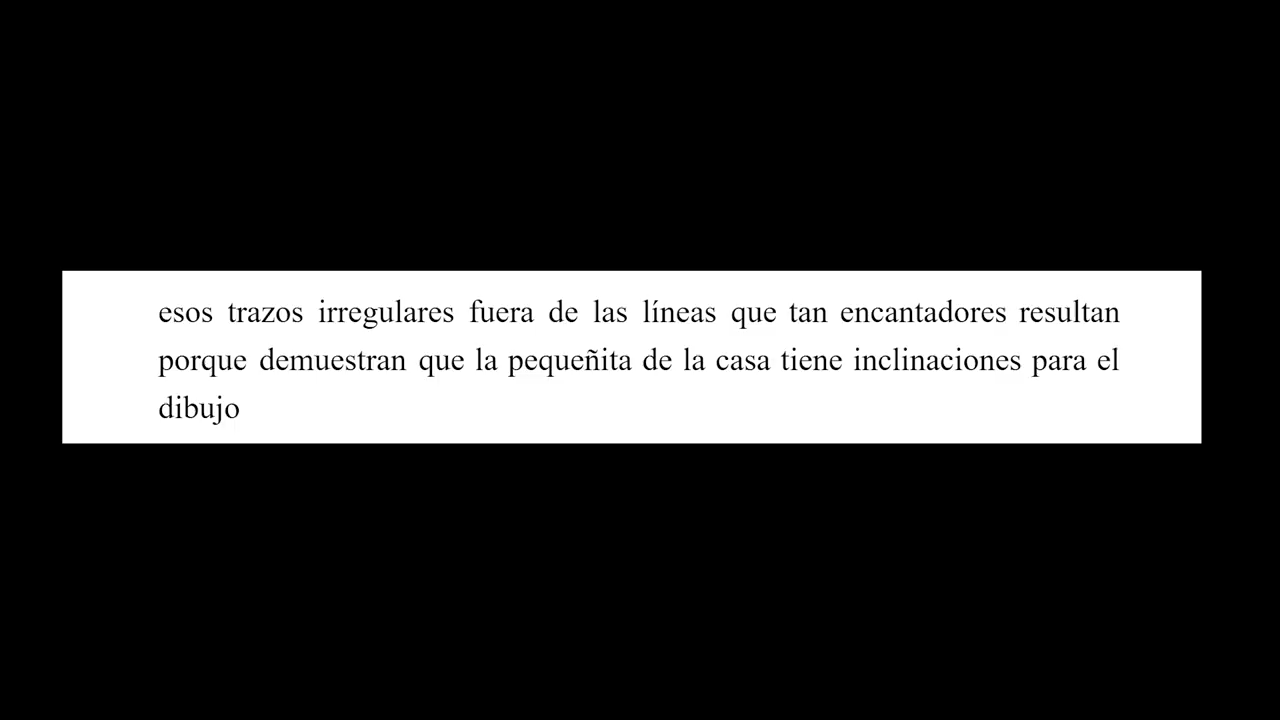 esos trazos irregulares fuera de las líneas que tan encantadores resultan
porque demuestran que la pequeñita de la casa tiene inclinaciones para el
dibujo